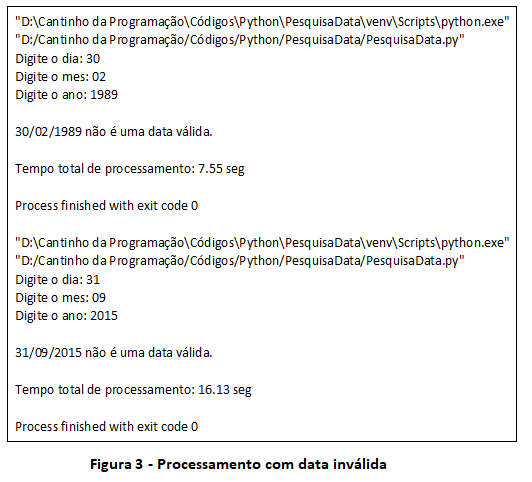 "D:\Cantinho da Programação\Códigos\Python\PesquisaData\venv\Scripts\python.exe"
"D:/Cantinho da Programação/Códigos/Python/PesquisaData/PesquisaData.py"
Digite o dia: 30
Digite o mes: 02
Digite o ano: 1989
30/02/1989 não é uma data válida.
Tempo total de processamento: 7.55 seg
Process finished with exit code 0
"D:\Cantinho da Programação\Códigos\Python\PesquisaData\venv\Scripts\python.exe"
"D:/Cantinho da Programação/Códigos/Python/PesquisaData/PesquisaData.py"
Digite o dia: 31
Digite o mes: 09
Digite o ano: 2015
31/09/2015 não é uma data válida.
Tempo total de processamento: 16.13 seg
Process finished with exit code 0
Figura 3 - Processamento com data inválida